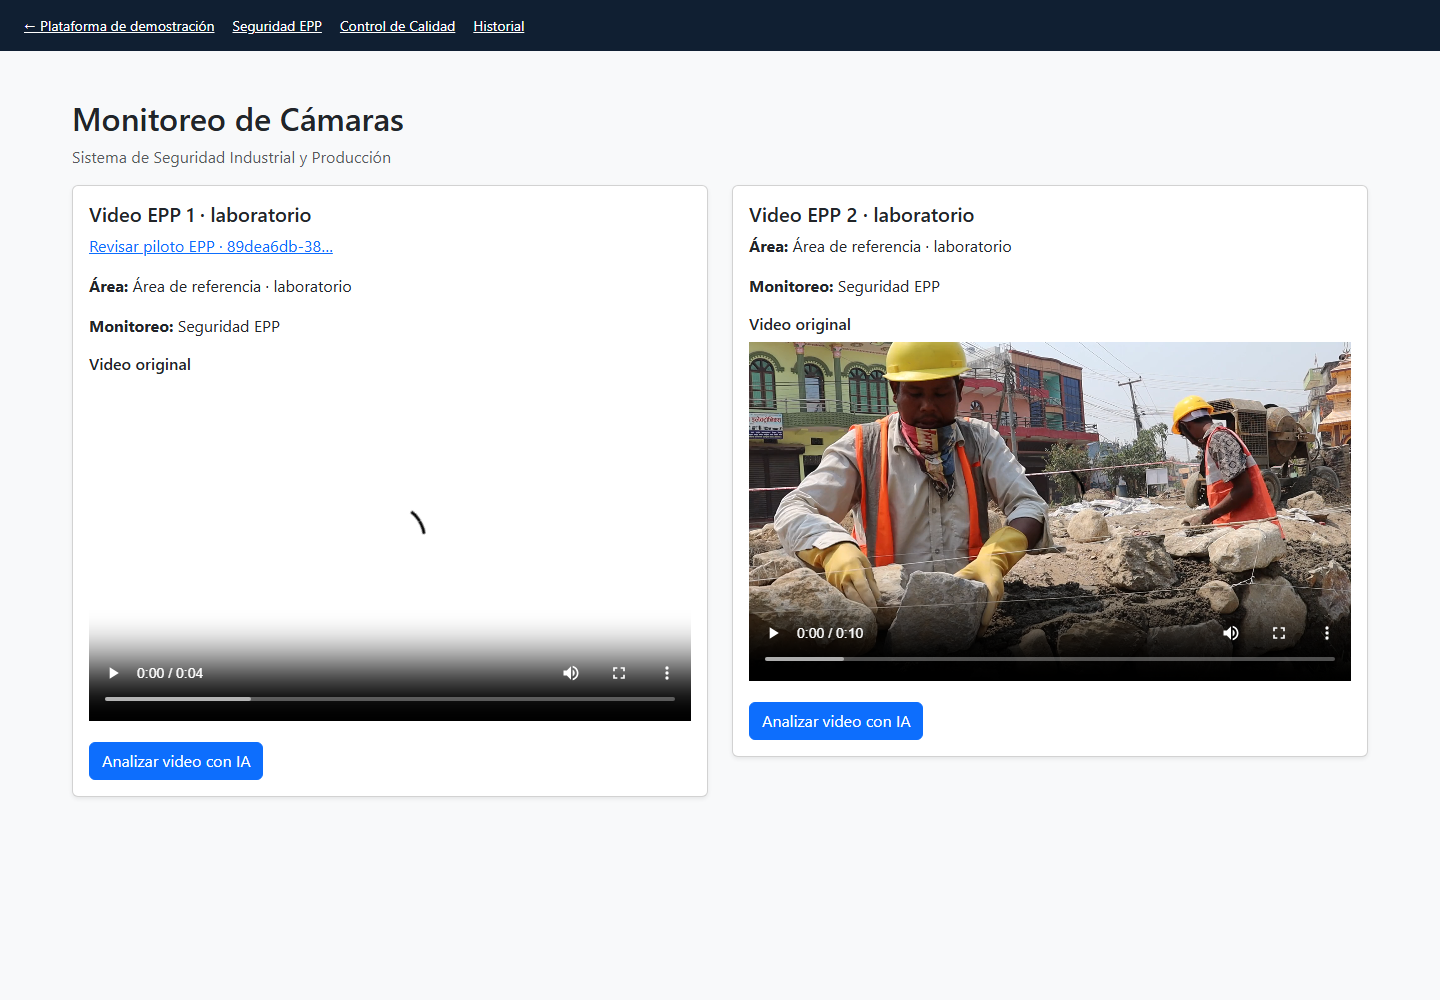 ← Plataforma de demostración Seguridad EPP Control de Calidad Historial
Monitoreo de Cámaras
Sistema de Seguridad Industrial y Producción
Video EPP 1 · laboratorio
Revisar piloto EPP · 89dea6db-38...
Área: Área de referencia · laboratorio
Monitoreo: Seguridad EPP
Video original
0:00 / 0:04
Analizar video con IA
Video EPP 2 · laboratorio
Área: Área de referencia · laboratorio
Monitoreo: Seguridad EPP
Video original
0:00 / 0:10
Analizar video con IA